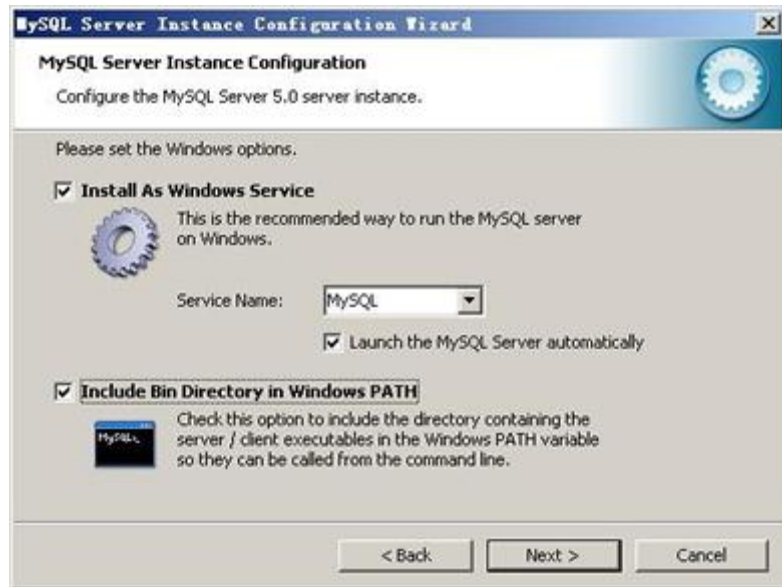 MySQL Server Instance Configuration Wizard
MySQL Server Instance Configuration
Configure the MySQL Server 5.0 server instance.
Please set the Windows options.
Install As Windows Service
This is the recommended way to run the MySQL server
on Windows.
Service Name:
MySQL
Launch the MySQL Server automatically
Include Bin Directory in Windows PATH
Check this option to include the directory containing the
server / client executables in the Windows PATH variable
so they can be called from the command line.
MySQL>_
< Back
Next >
Cancel